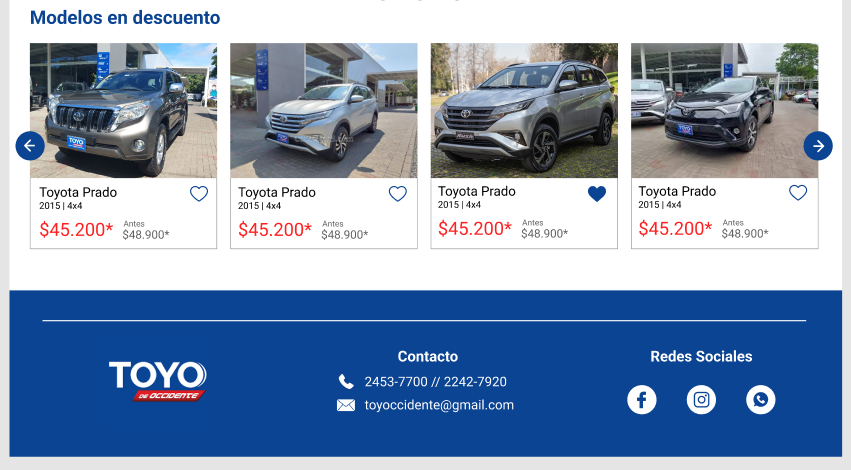 Modelos en descuento
Toyota Prado
2015 | 4x4
$45.200*
Antes
$48.900*
Toyota Prado
2015 | 4x4
$45.200*
Antes
$48.900*
Toyota Prado
2015 | 4x4
$45.200*
Antes
$48.900*
Toyota Prado
2015 | 4x4
$45.200*
Antes
$48.900*
TOYO
DE OCCIDENTE
Contacto
2453-7700 // 2242-7920
toyoccidente@gmail.com
Redes Sociales